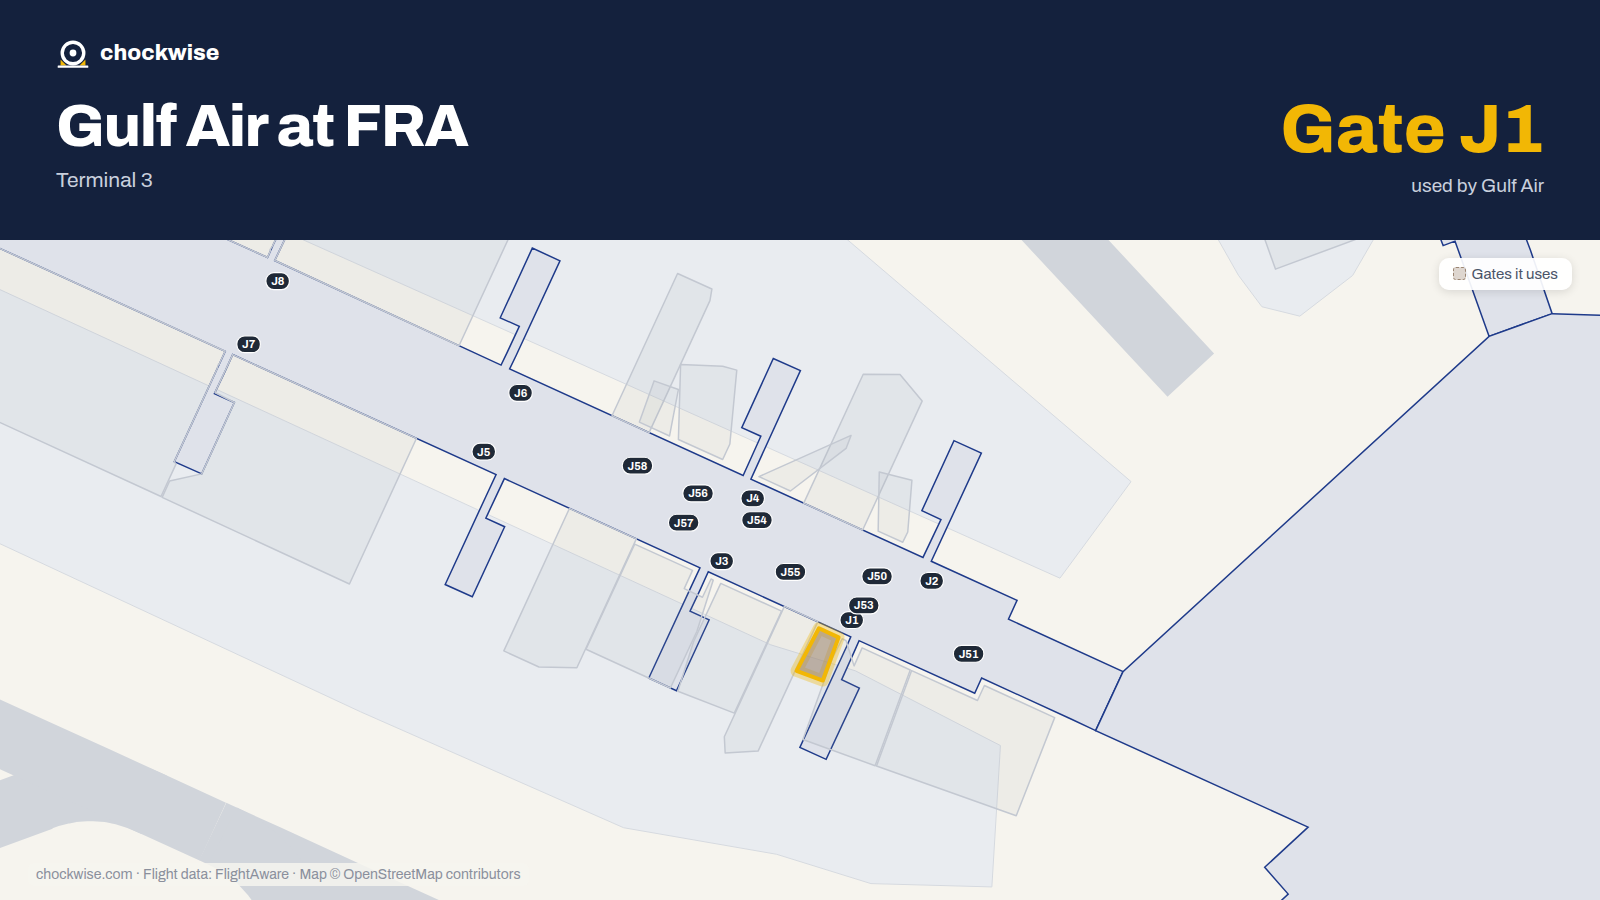 chockwise
Gulf Air at FRA
Terminal 3
Gate J1
used by Gulf Air
Gates it uses
J8
J7
J6
J5
J58
J56
J4
J57
J54
J3
J55
J50
J2
J53
J1
J51
chockwise.com · Flight data: FlightAware · Map © OpenStreetMap contributors